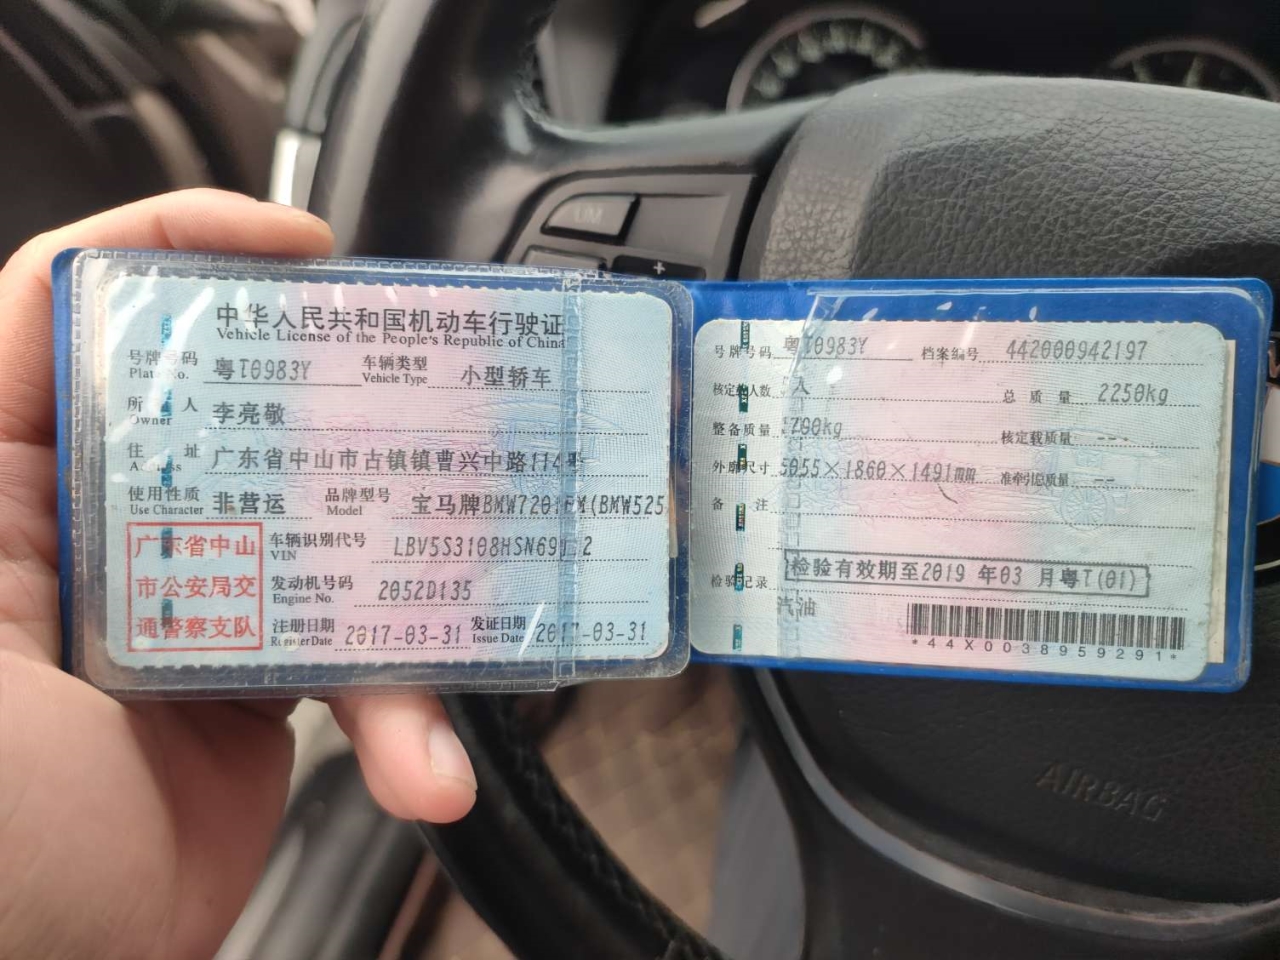 中华人民共和国机动车行驶证
Vehicle License of the People's Republic of China
号牌号码 粤T0983Y 车辆类型 小型轿车
Plate No. Vehicle Type
所有人 李亮敬
Owner
住址 广东省中山市古镇镇曹兴中路114号
Address
使用性质 非营运 品牌型号 宝马牌BMW720 (BMW525
Use Character Model
广东省中山
市公安局交
通警察支队
车辆识别代号
VIN
发动机号码 2052D135
Engine No.
注册日期 2017-03-31 发证日期 2017-03-31
Register Date Issue Date
号牌号码 粤T0983Y 档案编号 442000942197
核定载人数 人 总质量 2250kg
整备质量 1700kg 核定载质量 --
外廓尺寸 5055×1860×1491mm 准牵引总质量 --
备注
检验记录 检验有效期至2019 年03 月粤T(01)
汽油
*44X0038959291*
LIM
+
AIRBAG